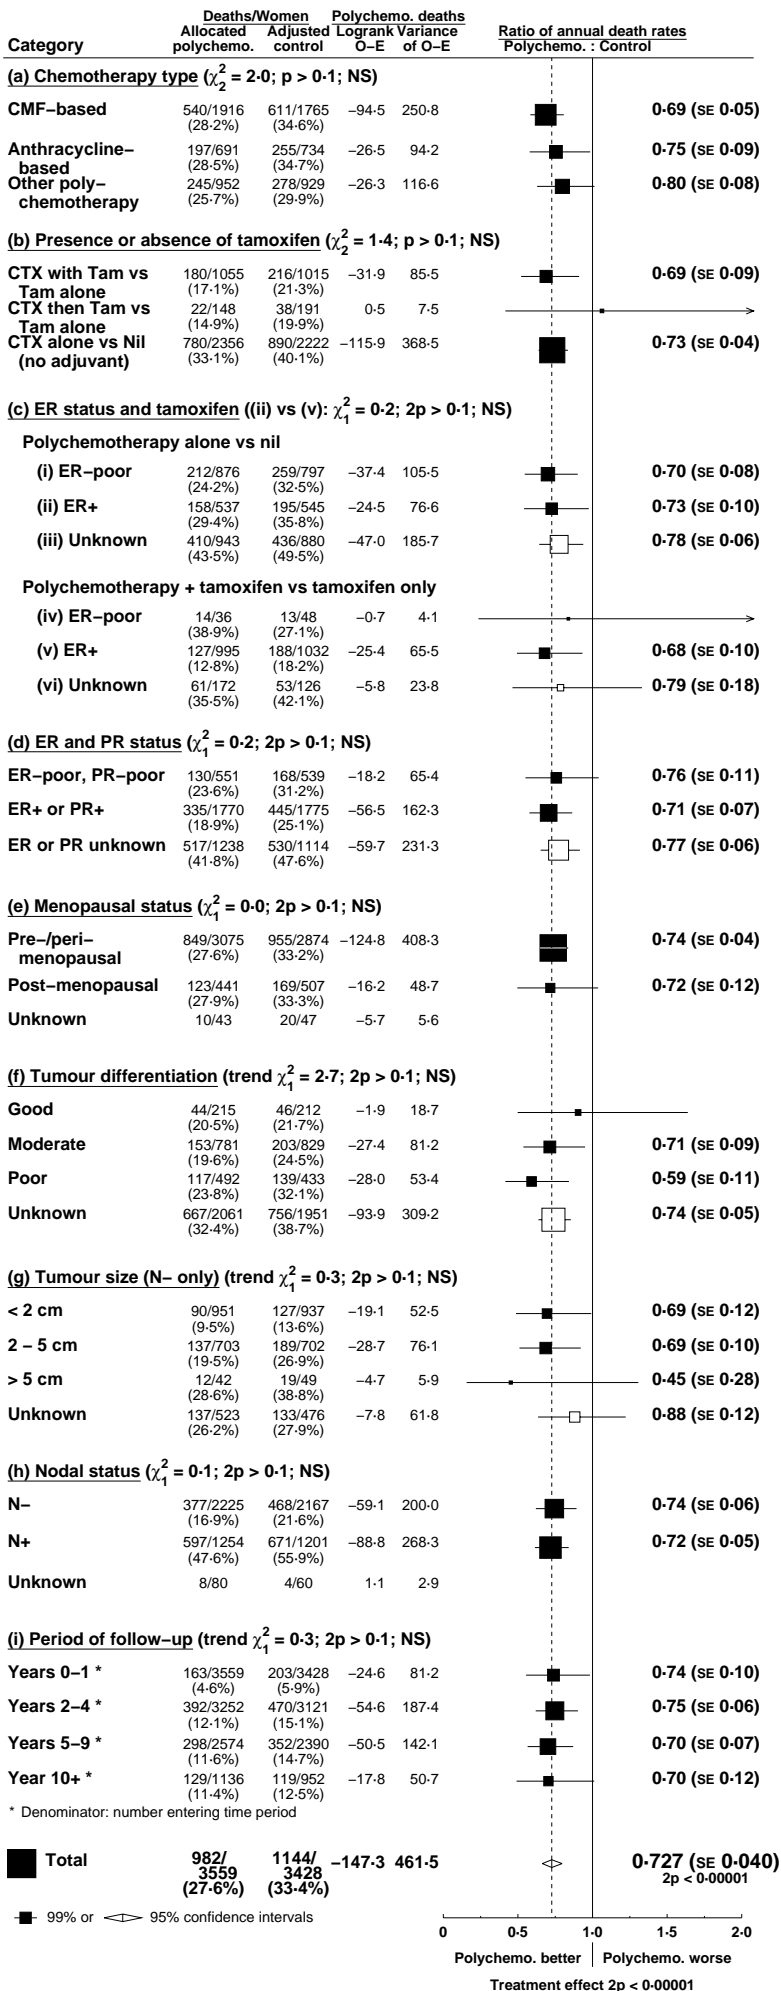 Deaths/Women Polychemo. deaths
Allocated Adjusted Logrank Variance Ratio of annual death rates
Category polychemo. control O–E of O–E Polychemo. : Control
(a) Chemotherapy type (χ²₂ = 2·0; p > 0·1; NS)
CMF–based 540/1916 611/1765 –94·5 250·8 0·69 (SE 0·05)
(28·2%) (34·6%)
Anthracycline– 197/691 255/734 –26·5 94·2 0·75 (SE 0·09)
based (28·5%) (34·7%)
Other poly– 245/952 278/929 –26·3 116·6 0·80 (SE 0·08)
chemotherapy (25·7%) (29·9%)
(b) Presence or absence of tamoxifen (χ²₂ = 1·4; p > 0·1; NS)
CTX with Tam vs 180/1055 216/1015 –31·9 85·5 0·69 (SE 0·09)
Tam alone (17·1%) (21·3%)
CTX then Tam vs 22/148 38/191 0·5 7·5
Tam alone (14·9%) (19·9%)
CTX alone vs Nil 780/2356 890/2222 –115·9 368·5 0·73 (SE 0·04)
(no adjuvant) (33·1%) (40·1%)
(c) ER status and tamoxifen ((ii) vs (v): χ²₁ = 0·2; 2p > 0·1; NS)
Polychemotherapy alone vs nil
(i) ER–poor 212/876 259/797 –37·4 105·5 0·70 (SE 0·08)
(24·2%) (32·5%)
(ii) ER+ 158/537 195/545 –24·5 76·6 0·73 (SE 0·10)
(29·4%) (35·8%)
(iii) Unknown 410/943 436/880 –47·0 185·7 0·78 (SE 0·06)
(43·5%) (49·5%)
Polychemotherapy + tamoxifen vs tamoxifen only
(iv) ER–poor 14/36 13/48 –0·7 4·1
(38·9%) (27·1%)
(v) ER+ 127/995 188/1032 –25·4 65·5 0·68 (SE 0·10)
(12·8%) (18·2%)
(vi) Unknown 61/172 53/126 –5·8 23·8 0·79 (SE 0·18)
(35·5%) (42·1%)
(d) ER and PR status (χ²₁ = 0·2; 2p > 0·1; NS)
ER–poor, PR–poor 130/551 168/539 –18·2 65·4 0·76 (SE 0·11)
(23·6%) (31·2%)
ER+ or PR+ 335/1770 445/1775 –56·5 162·3 0·71 (SE 0·07)
(18·9%) (25·1%)
ER or PR unknown 517/1238 530/1114 –59·7 231·3 0·77 (SE 0·06)
(41·8%) (47·6%)
(e) Menopausal status (χ²₁ = 0·0; 2p > 0·1; NS)
Pre–/peri– 849/3075 955/2874 –124·8 408·3 0·74 (SE 0·04)
menopausal (27·6%) (33·2%)
Post–menopausal 123/441 169/507 –16·2 48·7 0·72 (SE 0·12)
(27·9%) (33·3%)
Unknown 10/43 20/47 –5·7 5·6
(f) Tumour differentiation (trend χ²₁ = 2·7; 2p > 0·1; NS)
Good 44/215 46/212 –1·9 18·7
(20·5%) (21·7%)
Moderate 153/781 203/829 –27·4 81·2 0·71 (SE 0·09)
(19·6%) (24·5%)
Poor 117/492 139/433 –28·0 53·4 0·59 (SE 0·11)
(23·8%) (32·1%)
Unknown 667/2061 756/1951 –93·9 309·2 0·74 (SE 0·05)
(32·4%) (38·7%)
(g) Tumour size (N– only) (trend χ²₁ = 0·3; 2p > 0·1; NS)
< 2 cm 90/951 127/937 –19·1 52·5 0·69 (SE 0·12)
(9·5%) (13·6%)
2 – 5 cm 137/703 189/702 –28·7 76·1 0·69 (SE 0·10)
(19·5%) (26·9%)
> 5 cm 12/42 19/49 –4·7 5·9 0·45 (SE 0·28)
(28·6%) (38·8%)
Unknown 137/523 133/476 –7·8 61·8 0·88 (SE 0·12)
(26·2%) (27·9%)
(h) Nodal status (χ²₁ = 0·1; 2p > 0·1; NS)
N– 377/2225 468/2167 –59·1 200·0 0·74 (SE 0·06)
(16·9%) (21·6%)
N+ 597/1254 671/1201 –88·8 268·3 0·72 (SE 0·05)
(47·6%) (55·9%)
Unknown 8/80 4/60 1·1 2·9
(i) Period of follow–up (trend χ²₁ = 0·3; 2p > 0·1; NS)
Years 0–1 * 163/3559 203/3428 –24·6 81·2 0·74 (SE 0·10)
(4·6%) (5·9%)
Years 2–4 * 392/3252 470/3121 –54·6 187·4 0·75 (SE 0·06)
(12·1%) (15·1%)
Years 5–9 * 298/2574 352/2390 –50·5 142·1 0·70 (SE 0·07)
(11·6%) (14·7%)
Year 10+ * 129/1136 119/952 –17·8 50·7 0·70 (SE 0·12)
(11·4%) (12·5%)
* Denominator: number entering time period
Total 982/ 1144/ –147·3 461·5 0·727 (SE 0·040)
3559 3428 2p < 0·00001
(27·6%) (33·4%)
99% or 95% confidence intervals
0 0·5 1·0 1·5 2·0
Polychemo. better Polychemo. worse
Treatment effect 2p < 0·00001